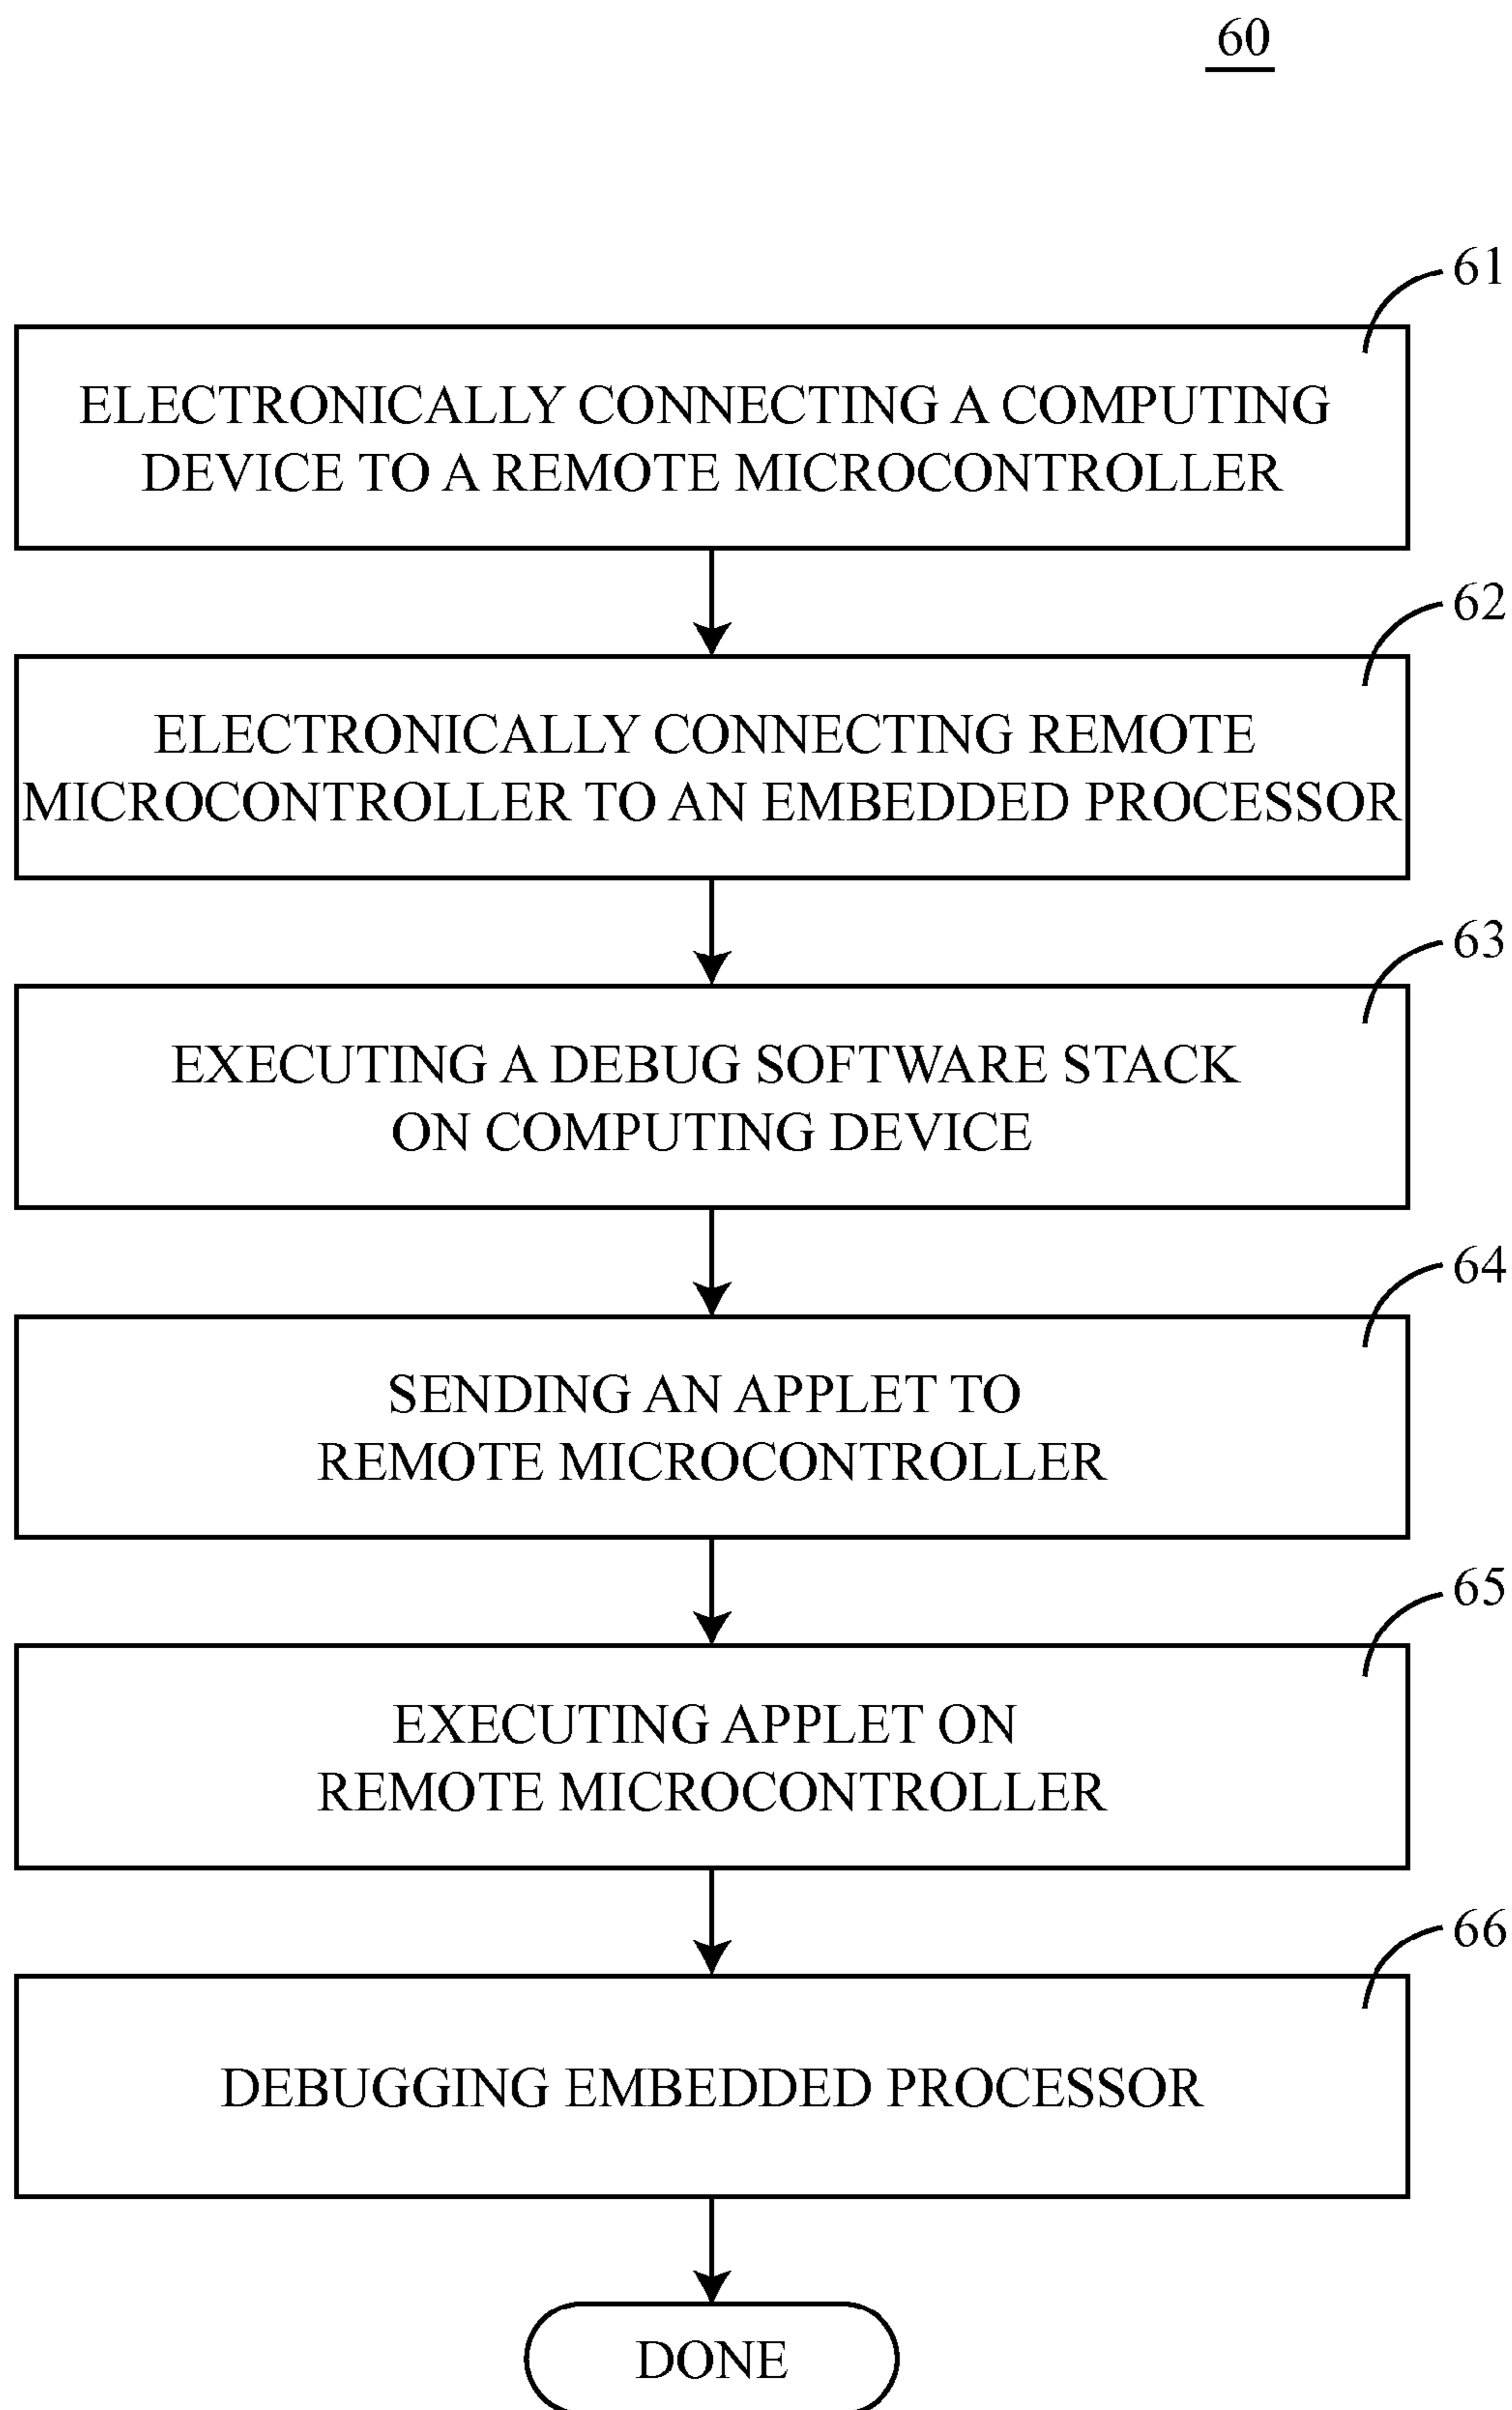 60
61
ELECTRONICALLY CONNECTING A COMPUTING
DEVICE TO A REMOTE MICROCONTROLLER
62
ELECTRONICALLY CONNECTING REMOTE
MICROCONTROLLER TO AN EMBEDDED PROCESSOR
63
EXECUTING A DEBUG SOFTWARE STACK
ON COMPUTING DEVICE
64
SENDING AN APPLET TO
REMOTE MICROCONTROLLER
65
EXECUTING APPLET ON
REMOTE MICROCONTROLLER
66
DEBUGGING EMBEDDED PROCESSOR
DONE